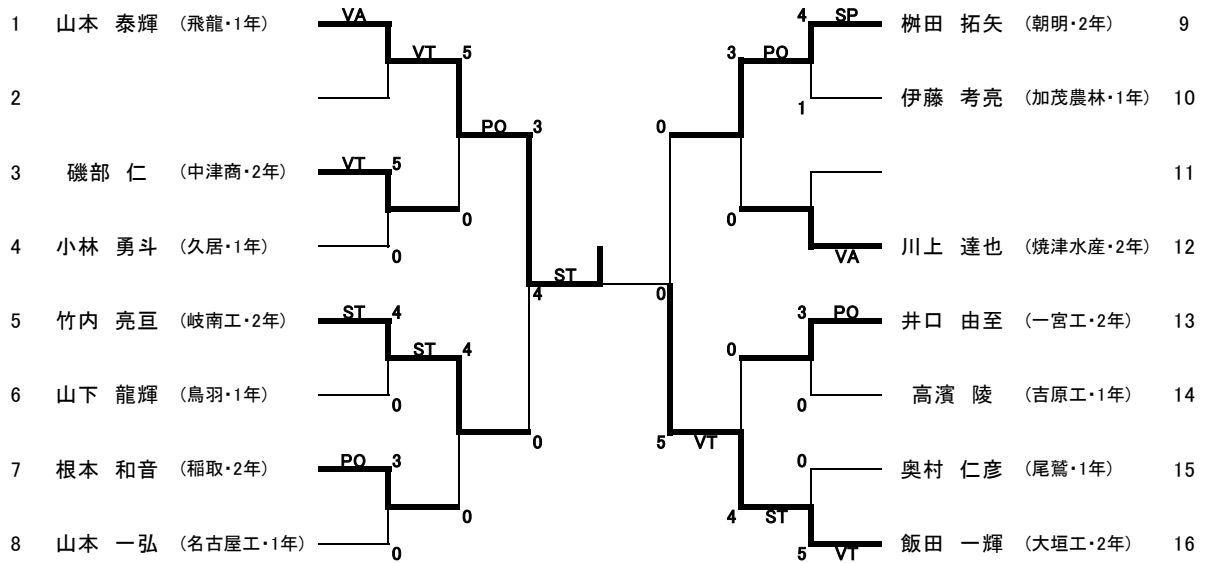 1 山本 泰輝 (飛龍・1年) VA 4 SP 桝田 拓矢 (朝明・2年) 9
VT 5 3 PO
2 1 伊藤 考亮 (加茂農林・1年) 10
PO 3 0
3 磯部 仁 (中津商・2年) VT 5 11
0 0
4 小林 勇斗 (久居・1年) 0 VA 川上 達也 (焼津水産・2年) 12
ST
4 0
5 竹内 亮亘 (岐南工・2年) ST 4 3 PO 井口 由至 (一宮工・2年) 13
ST 4 0
6 山下 龍輝 (鳥羽・1年) 0 0 高濱 陵 (吉原工・1年) 14
0 5 VT
7 根本 和音 (稲取・2年) PO 3 0 奥村 仁彦 (尾鷲・1年) 15
0 4 ST
8 山本 一弘 (名古屋工・1年) 0 5 VT 飯田 一輝 (大垣工・2年) 16